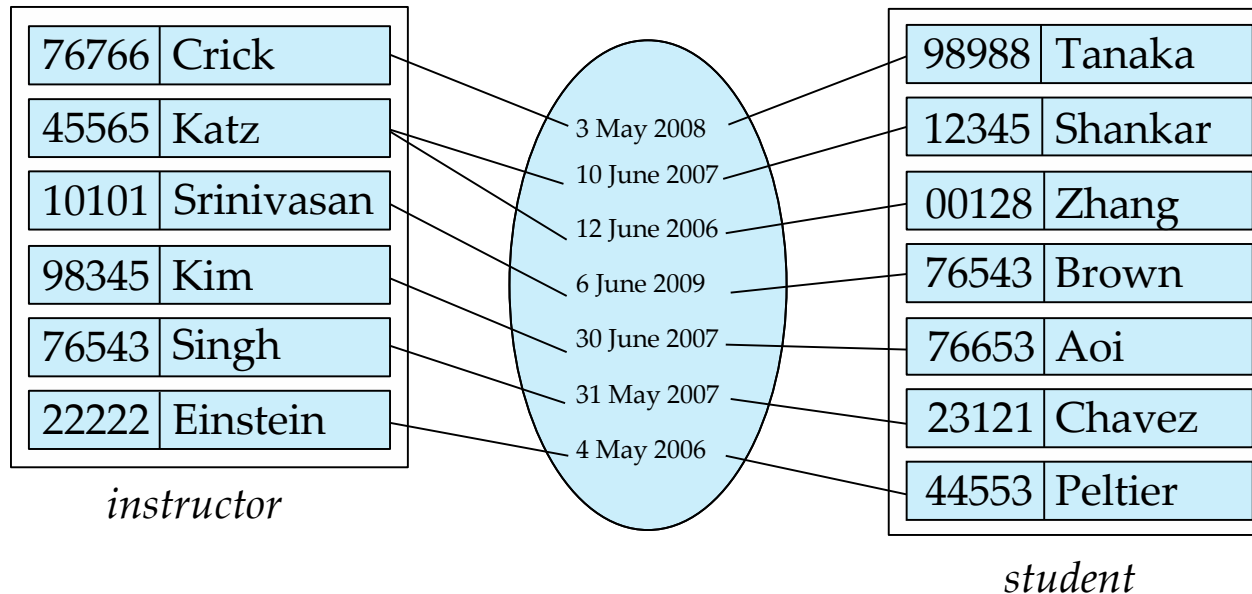 76766 Crick
45565 Katz
10101 Srinivasan
98345 Kim
76543 Singh
22222 Einstein
instructor
3 May 2008
10 June 2007
12 June 2006
6 June 2009
30 June 2007
31 May 2007
4 May 2006
98988 Tanaka
12345 Shankar
00128 Zhang
76543 Brown
76653 Aoi
23121 Chavez
44553 Peltier
student